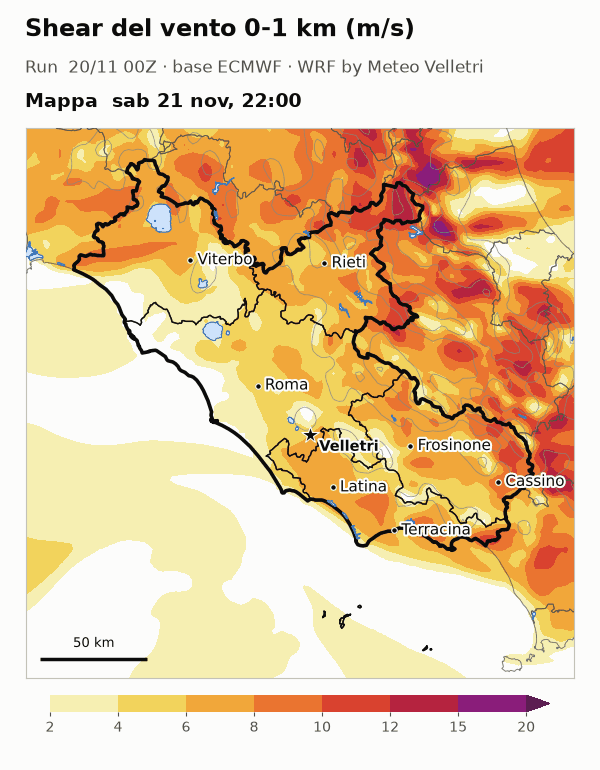 Shear del vento 0-1 km (m/s)
Run  20/11 00Z · base ECMWF · WRF by Meteo Velletri
Mappa  sab 21 nov, 22:00
Viterbo
Rieti
Roma
Velletri
Frosinone
Latina
Cassino
Terracina
50 km
2 4 6 8 10 12 15 20